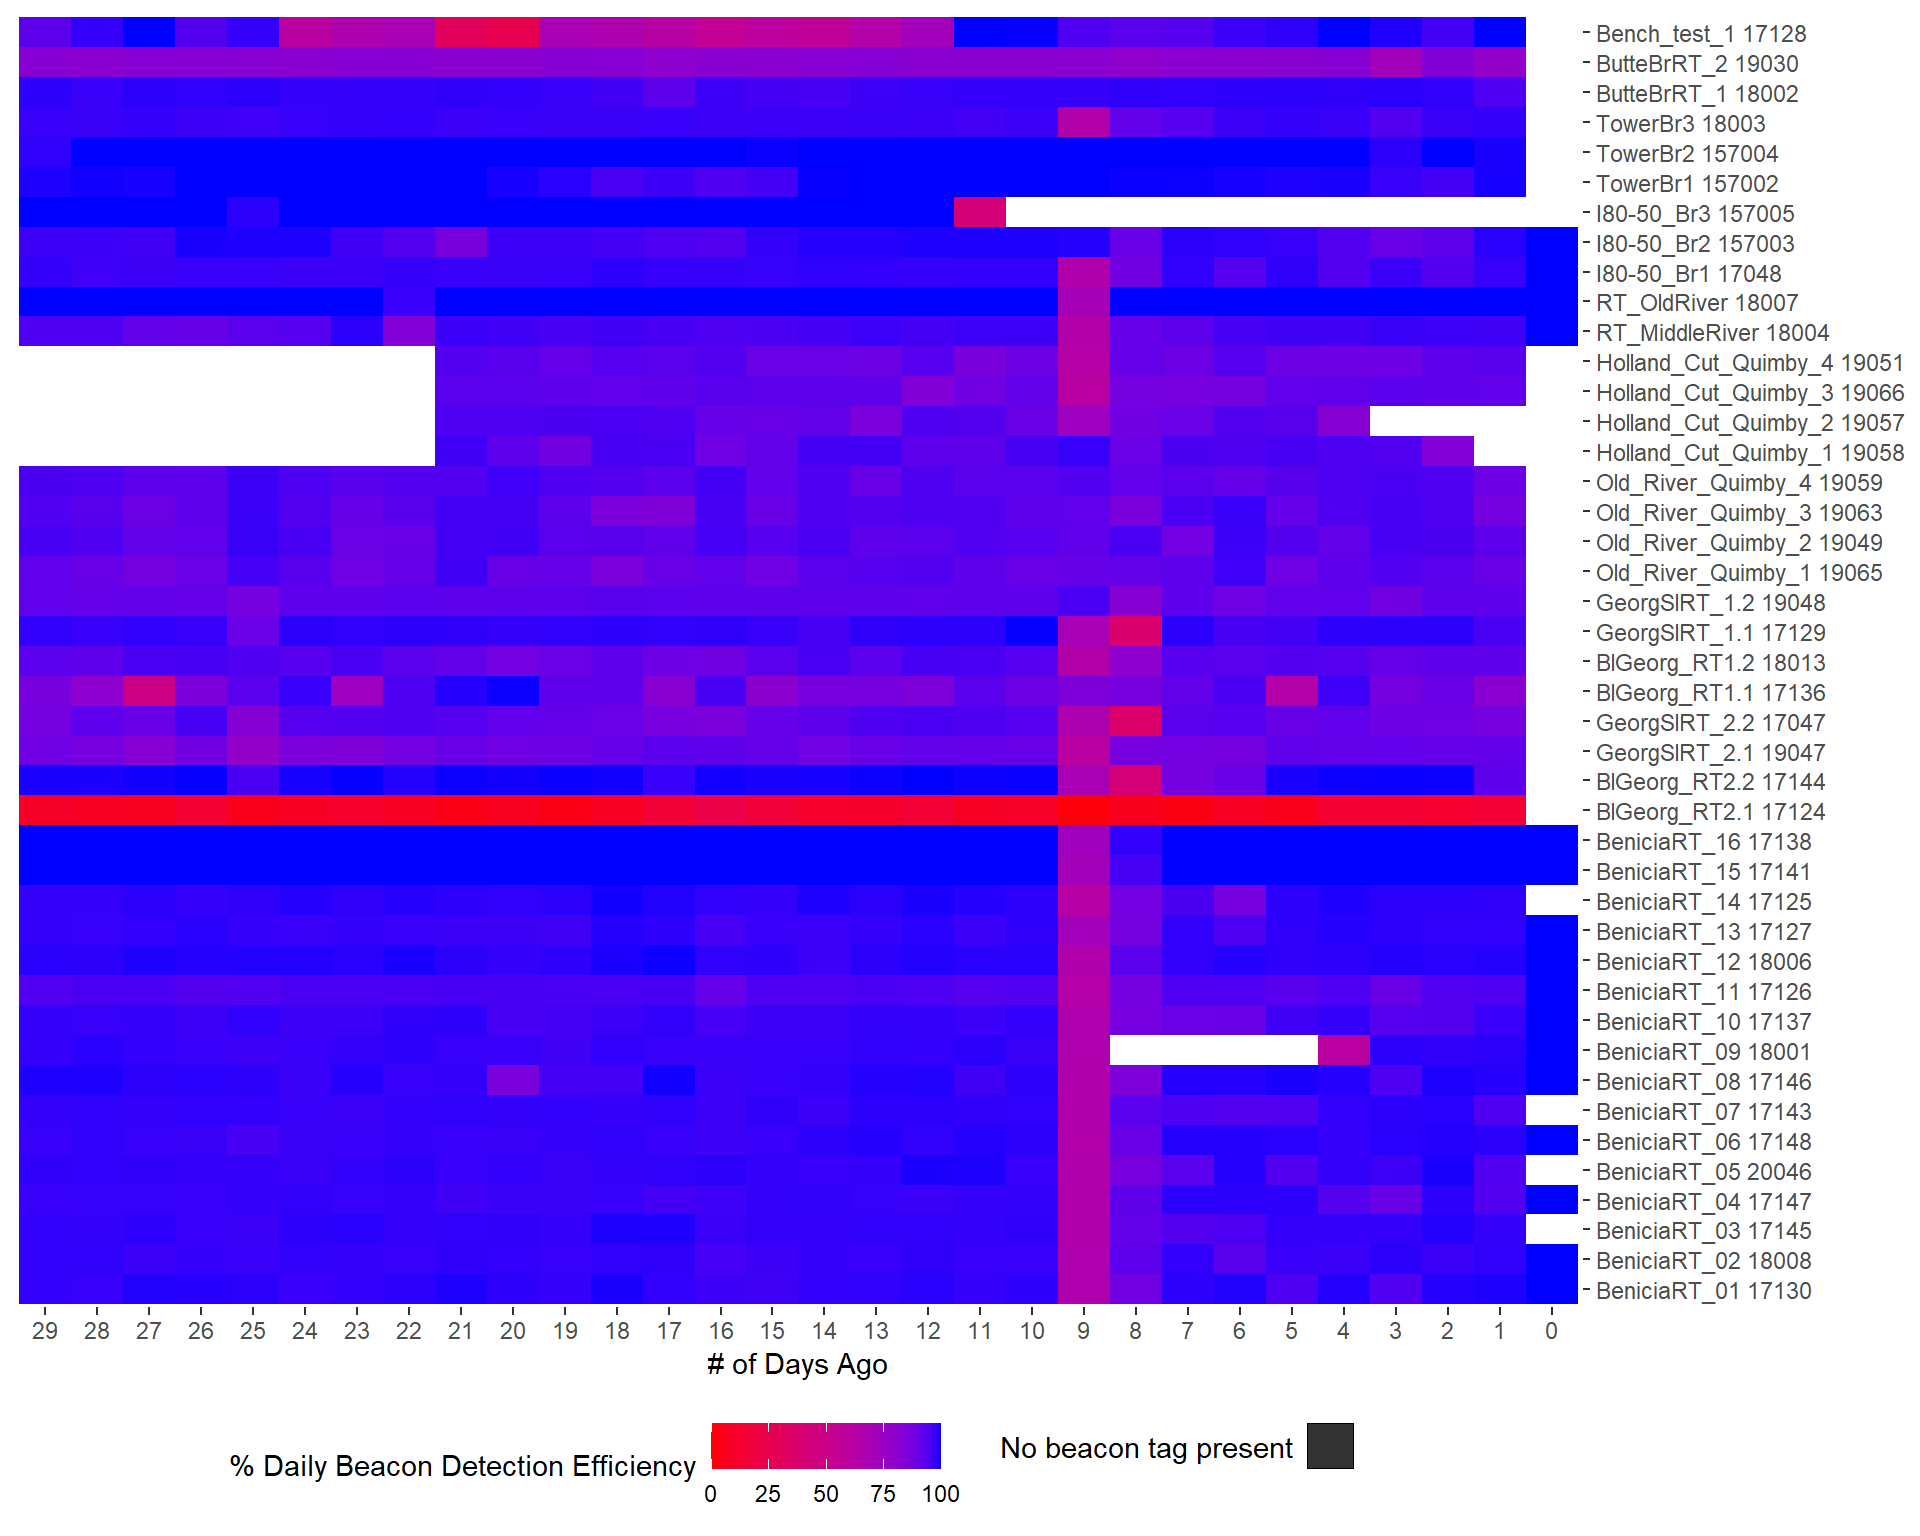 Bench_test_1 17128
ButteBrRT_2 19030
ButteBrRT_1 18002
TowerBr3 18003
TowerBr2 157004
TowerBr1 157002
I80-50_Br3 157005
I80-50_Br2 157003
I80-50_Br1 17048
RT_OldRiver 18007
RT_MiddleRiver 18004
Holland_Cut_Quimby_4 19051
Holland_Cut_Quimby_3 19066
Holland_Cut_Quimby_2 19057
Holland_Cut_Quimby_1 19058
Old_River_Quimby_4 19059
Old_River_Quimby_3 19063
Old_River_Quimby_2 19049
Old_River_Quimby_1 19065
GeorgSlRT_1.2 19048
GeorgSlRT_1.1 17129
BlGeorg_RT1.2 18013
BlGeorg_RT1.1 17136
GeorgSlRT_2.2 17047
GeorgSlRT_2.1 19047
BlGeorg_RT2.2 17144
BlGeorg_RT2.1 17124
BeniciaRT_16 17138
BeniciaRT_15 17141
BeniciaRT_14 17125
BeniciaRT_13 17127
BeniciaRT_12 18006
BeniciaRT_11 17126
BeniciaRT_10 17137
BeniciaRT_09 18001
BeniciaRT_08 17146
BeniciaRT_07 17143
BeniciaRT_06 17148
BeniciaRT_05 20046
BeniciaRT_04 17147
BeniciaRT_03 17145
BeniciaRT_02 18008
BeniciaRT_01 17130
29 28 27 26 25 24 23 22 21 20 19 18 17 16 15 14 13 12 11 10 9 8 7 6 5 4 3 2 1 0
# of Days Ago
% Daily Beacon Detection Efficiency
0 25 50 75 100
No beacon tag present